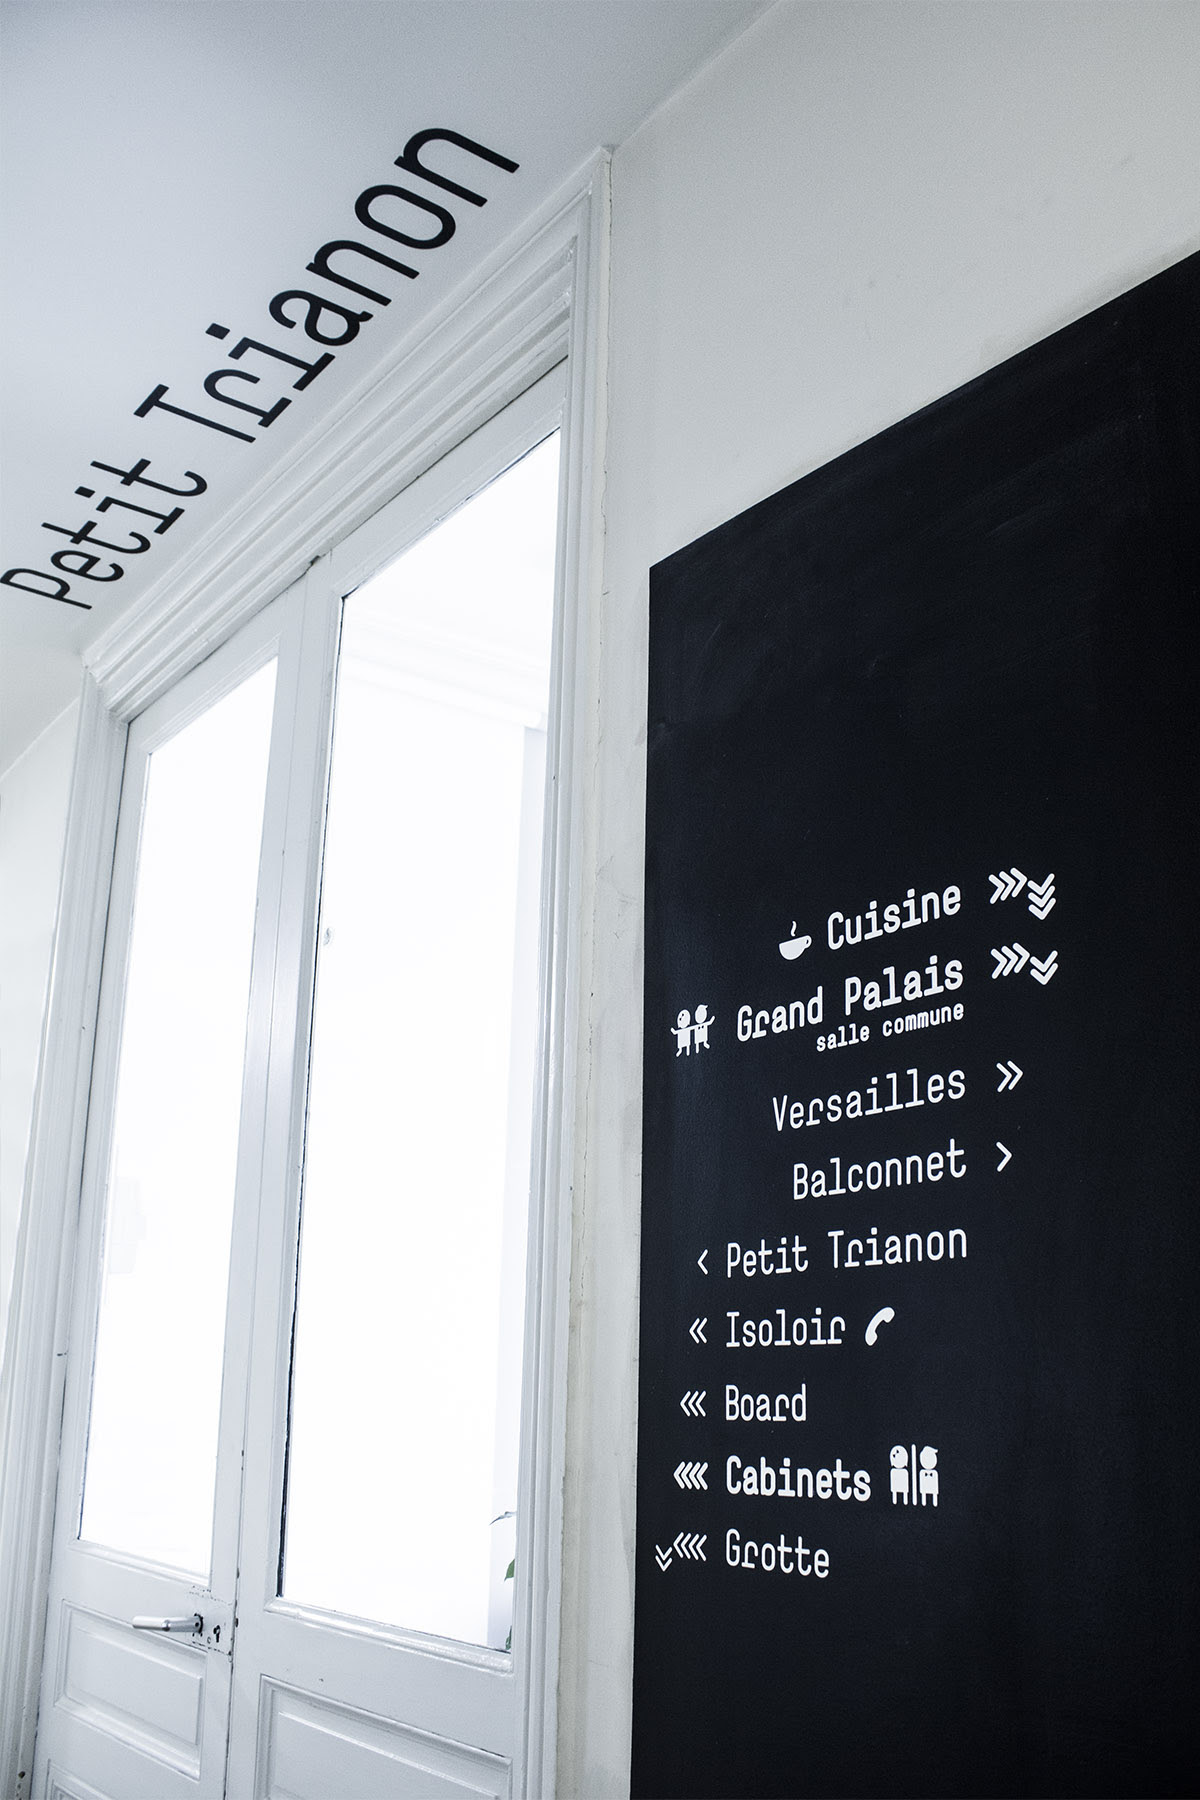 Petit Trianon
Cuisine
Grand Palais
salle commune
Versailles
Balconnet
Petit Trianon
Isoloir
Board
Cabinets
Grotte